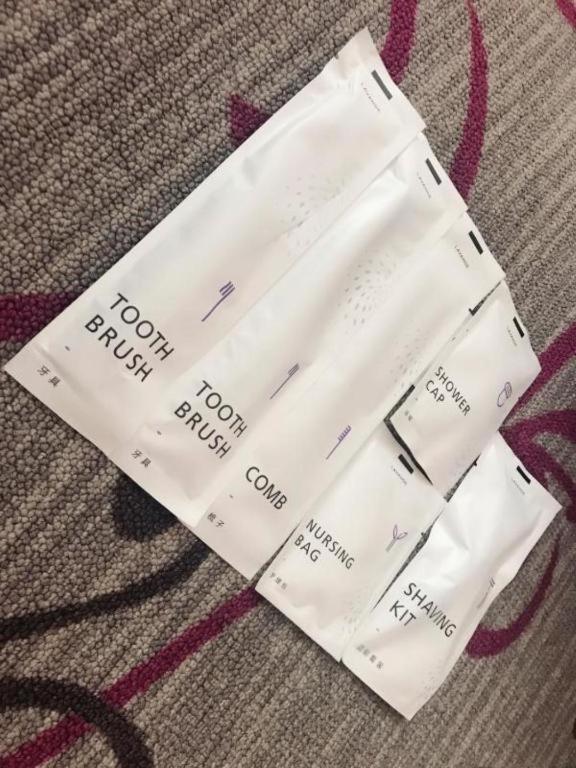 TOOTH
BRUSH
牙具
TOOTH
BRUSH
牙具
COMB
梳子
NURSING
BAG
SHOWER
CAP
SHAVING
KIT